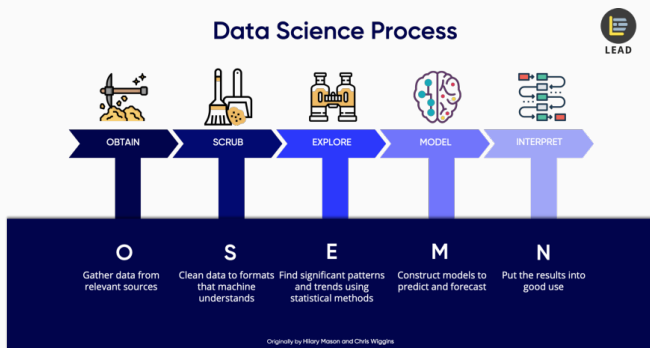 Data Science Process
LEAD
OBTAIN
SCRUB
EXPLORE
MODEL
INTERPRET
O
Gather data from
relevant sources
S
Clean data to formats
that machine
understands
E
Find significant patterns
and trends using
statistical methods
M
Construct models to
predict and forecast
N
Put the results into
good use
Originally by Hilary Mason and Chris Wiggins